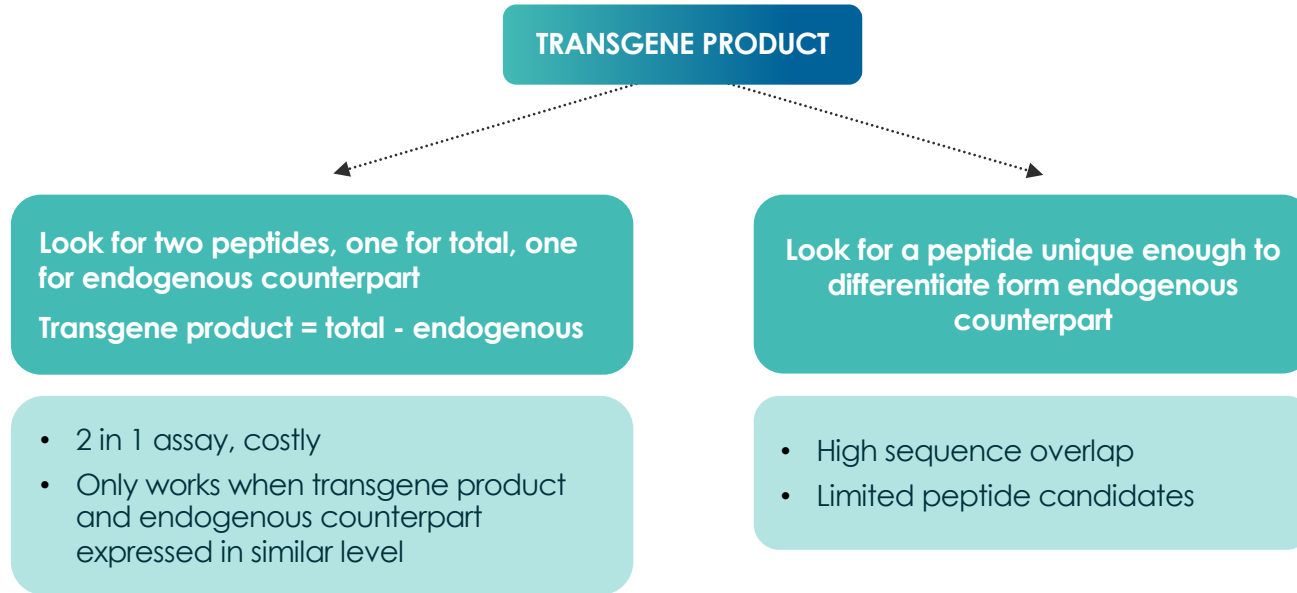 TRANSGENE PRODUCT
Look for two peptides, one for total, one
for endogenous counterpart
Transgene product = total - endogenous
• 2 in 1 assay, costly
• Only works when transgene product
and endogenous counterpart
expressed in similar level
Look for a peptide unique enough to
differentiate form endogenous
counterpart
• High sequence overlap
• Limited peptide candidates